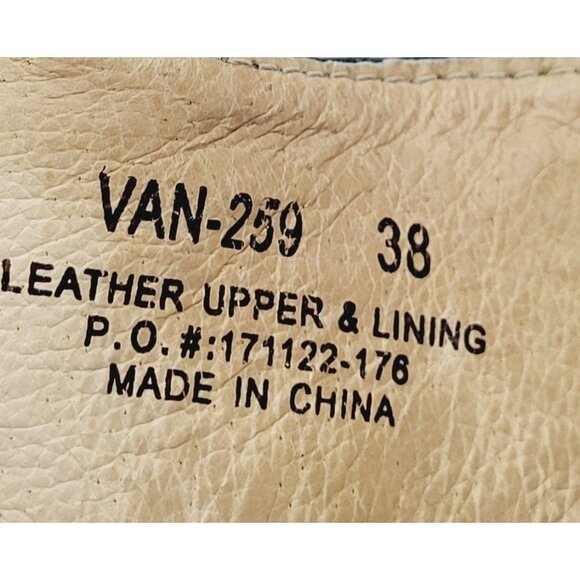 VAN-259 38
LEATHER UPPER & LINING
P.O.#:171122-176
MADE IN CHINA